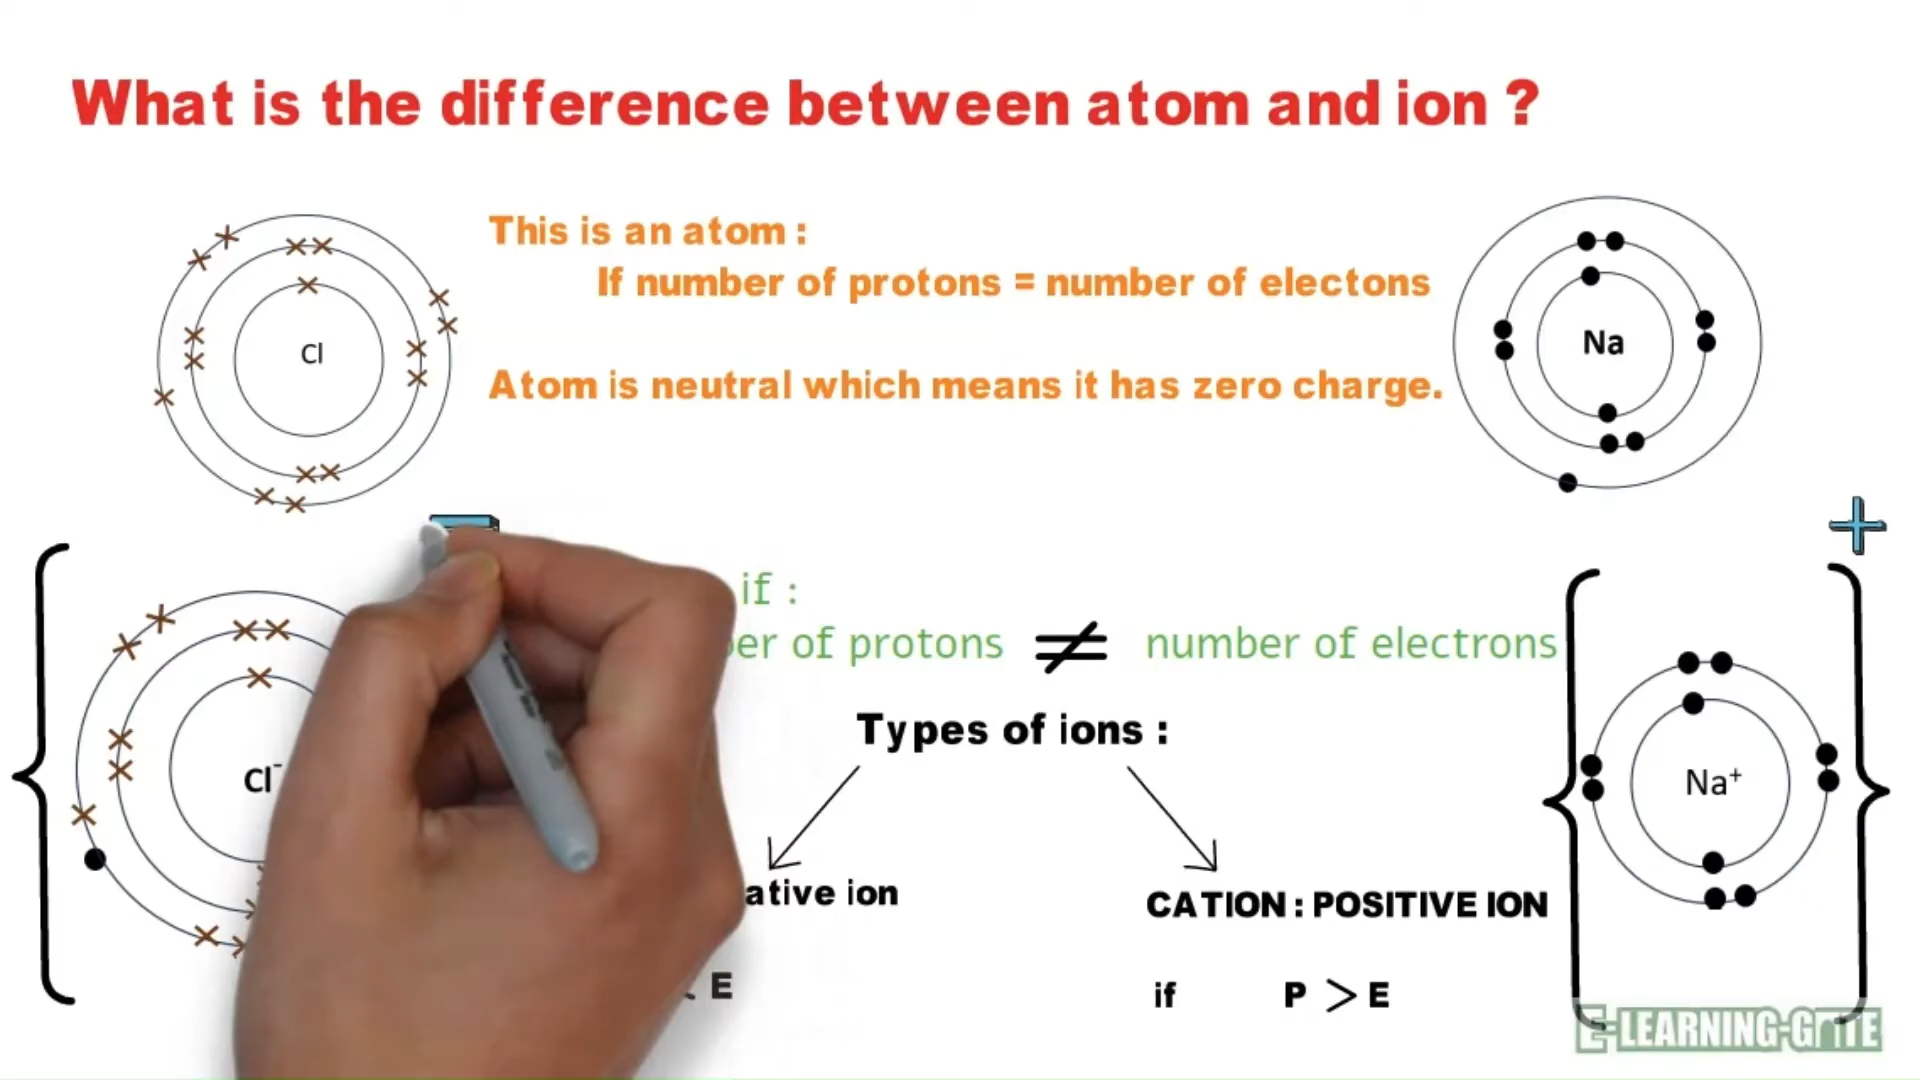 What is the difference between atom and ion ?
This is an atom :
If number of protons = number of electons
Atom is neutral which means it has zero charge.
Cl
Na
if :
of protons ≠ number of electrons
Types of ions :
Cl⁻
Na⁺
ion
CATION : POSITIVE ION
E
if P > E
E-LEARNING-GATE